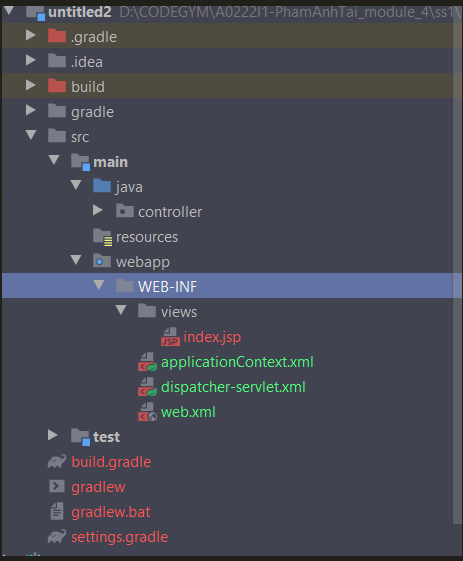 untitled2 D:\CODEGYM\A0222I1-PhamAnhTai_module_4\ss1\
.gradle
.idea
build
gradle
src
main
java
controller
resources
webapp
WEB-INF
views
index.jsp
applicationContext.xml
dispatcher-servlet.xml
web.xml
test
build.gradle
gradlew
gradlew.bat
settings.gradle